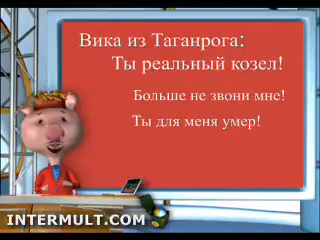 Вика из Таганрога:
Ты реальный козел!
Больше не звони мне!
Ты для меня умер!
INTERMULT.COM